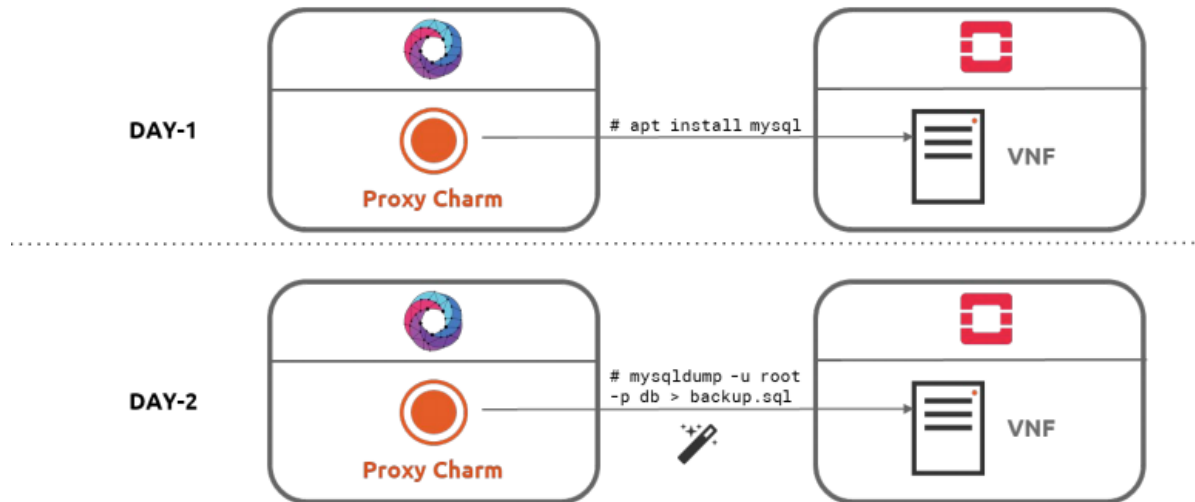 DAY-1
Proxy Charm
# apt install mysql
VNF
DAY-2
Proxy Charm
# mysqldump -u root
-p db > backup.sql
VNF